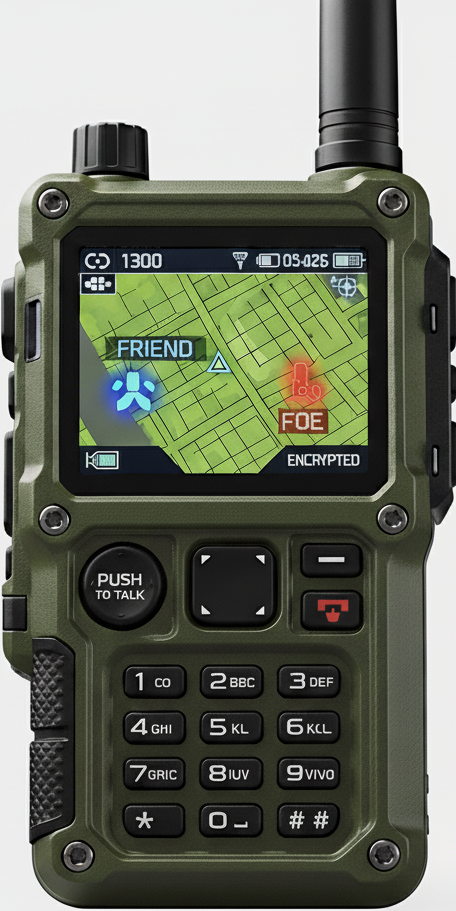 1300 05-026
FRIEND
FOE
ENCRYPTED
PUSH
TO TALK
1 CO 2 BBC 3 DEF
4 GHI 5 KL 6 KCL
7 GRIC 8 IUV 9 VIVO
* 0 ##